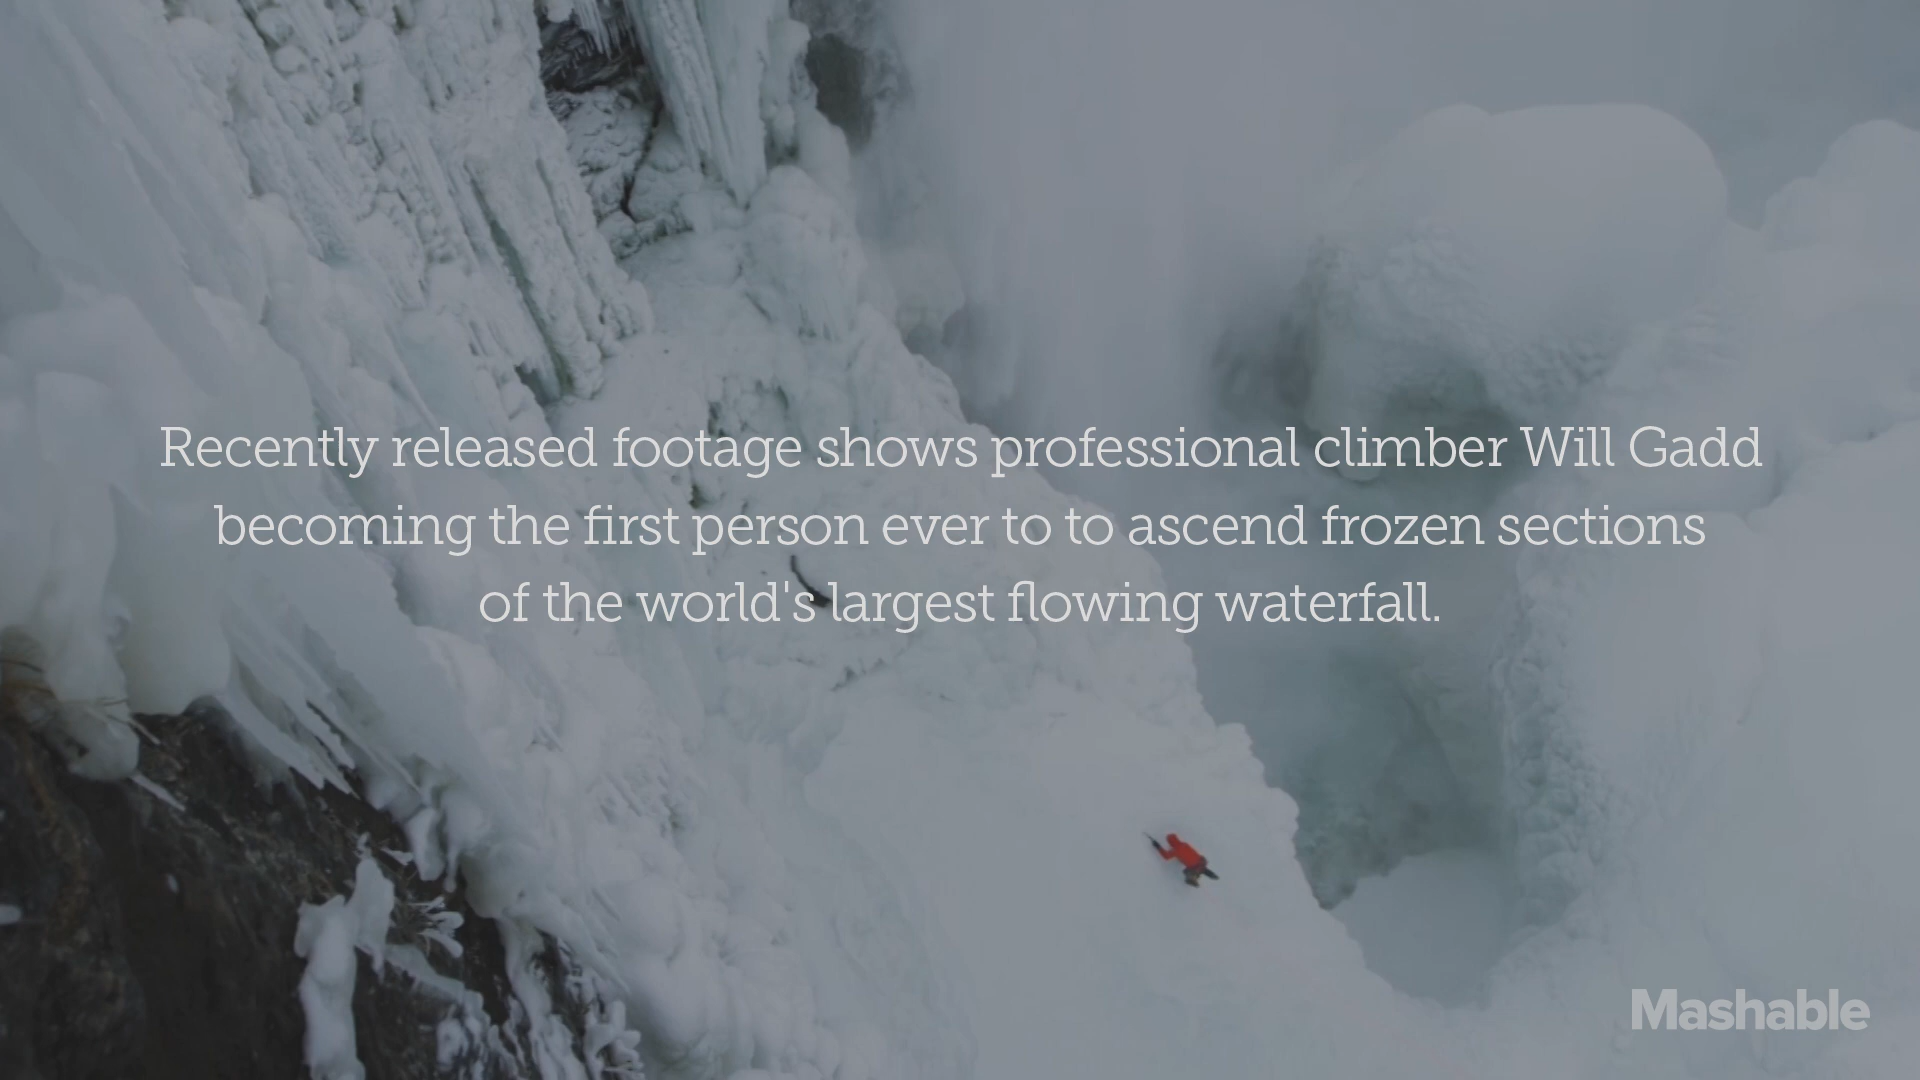 Recently released footage shows professional climber Will Gadd
becoming the first person ever to to ascend frozen sections
of the world's largest flowing waterfall.
Mashable